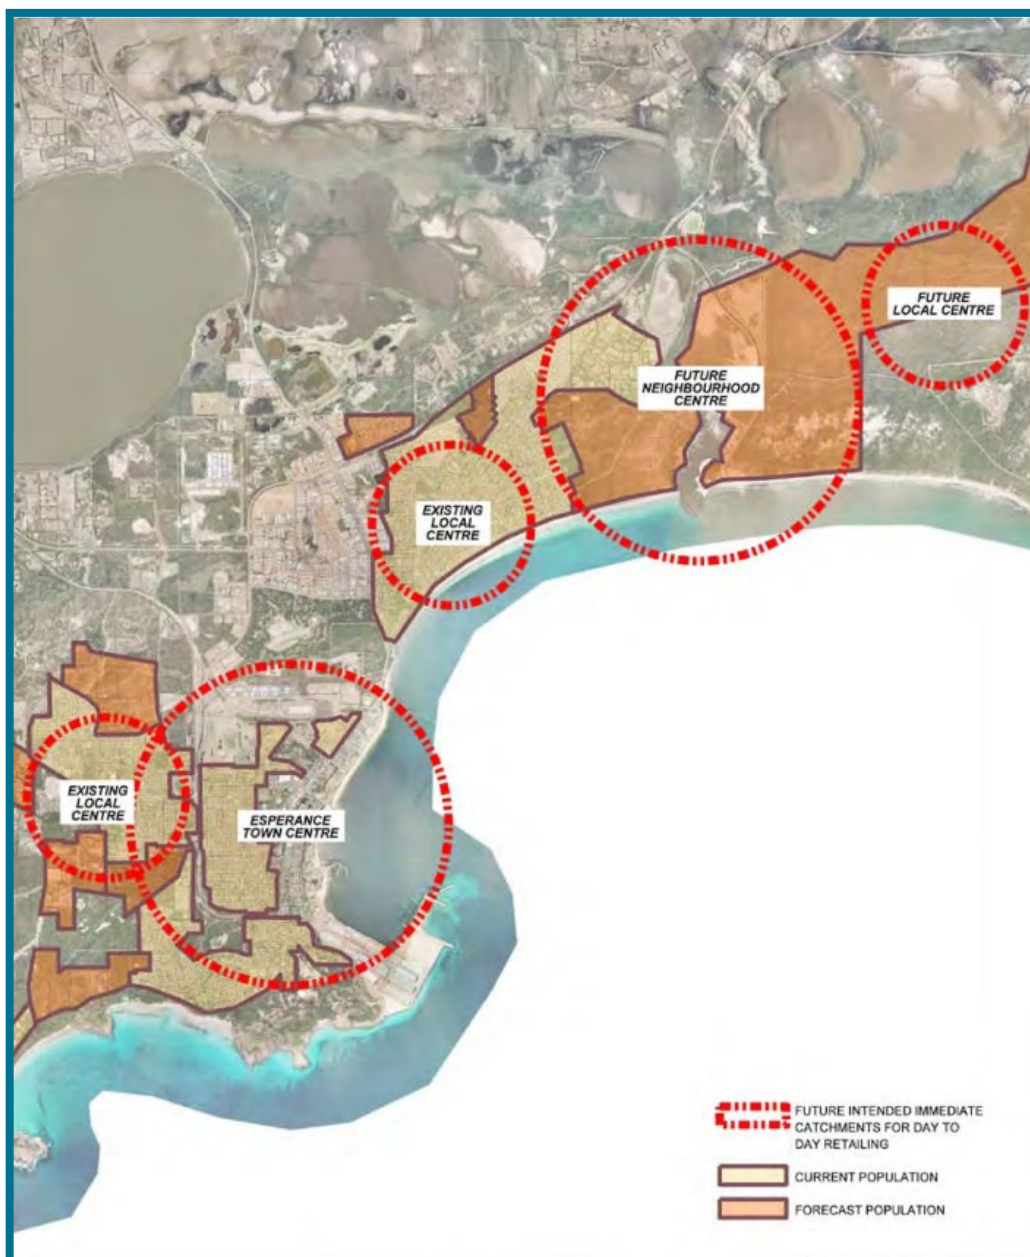 FUTURE
LOCAL CENTRE
FUTURE
NEIGHBOURHOOD
CENTRE
EXISTING
LOCAL
CENTRE
EXISTING
LOCAL
CENTRE
ESPERANCE
TOWN CENTRE
FUTURE INTENDED IMMEDIATE
CATCHMENTS FOR DAY TO
DAY RETAILING
CURRENT POPULATION
FORECAST POPULATION